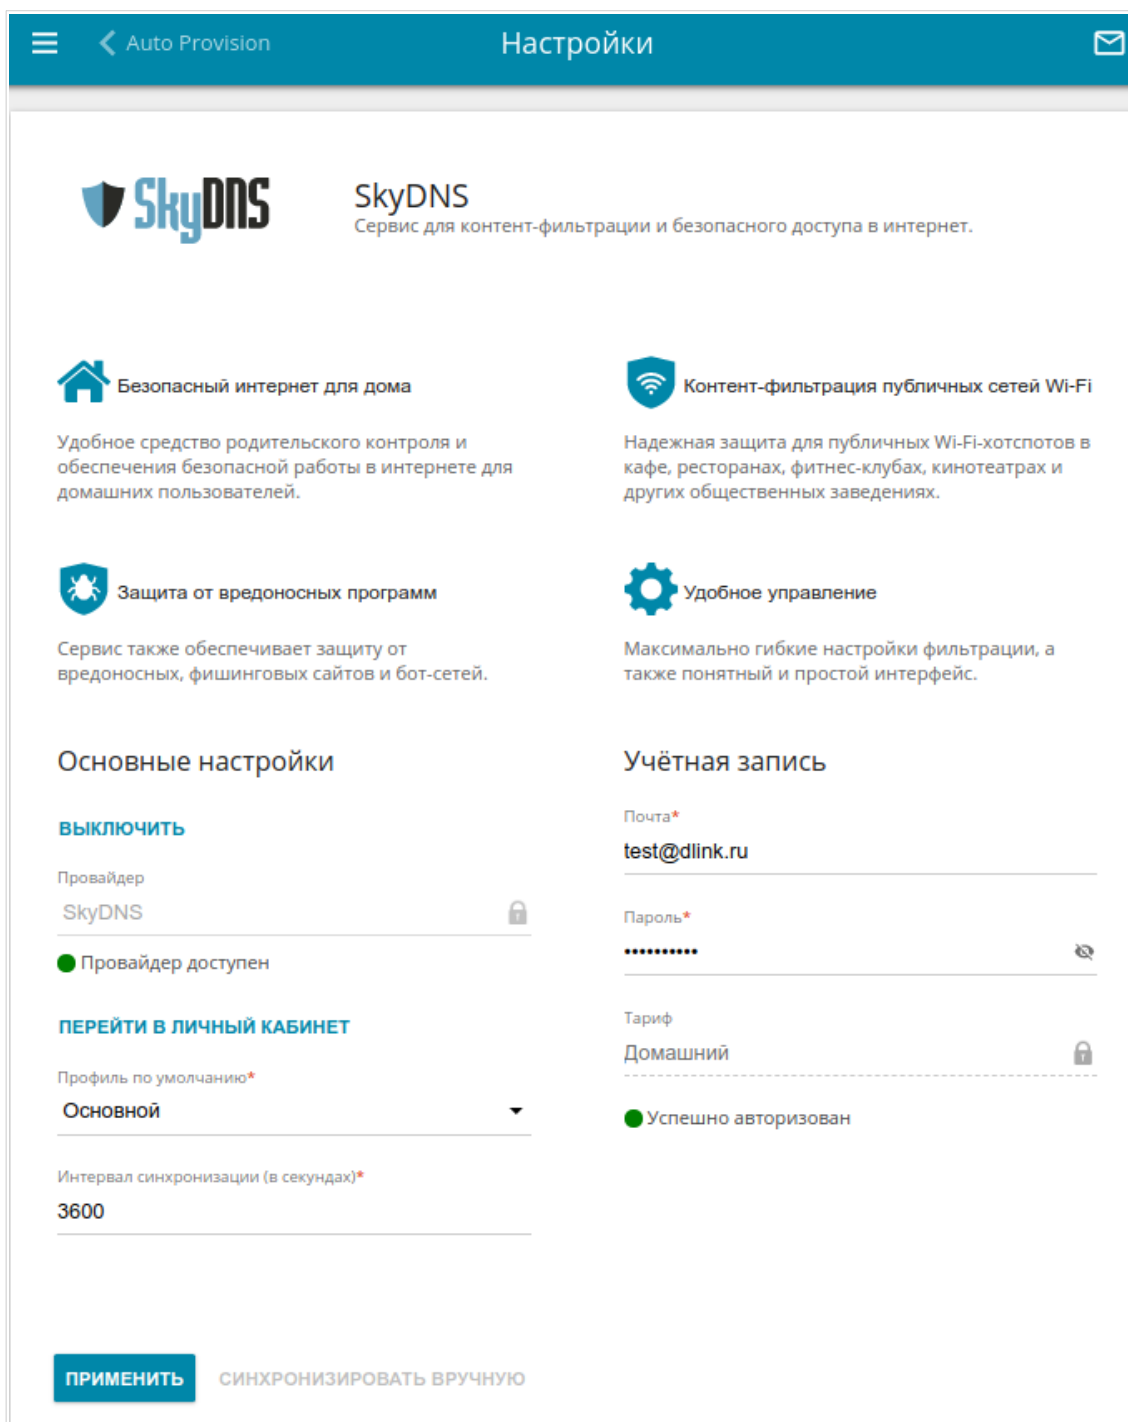 Auto Provision
Настройки
SkyDNS
SkyDNS
Сервис для контент-фильтрации и безопасного доступа в интернет.
Безопасный интернет для дома
Удобное средство родительского контроля и
обеспечения безопасной работы в интернете для
домашних пользователей.
Контент-фильтрация публичных сетей Wi-Fi
Надежная защита для публичных Wi-Fi-хотспотов в
кафе, ресторанах, фитнес-клубах, кинотеатрах и
других общественных заведениях.
Защита от вредоносных программ
Сервис также обеспечивает защиту от
вредоносных, фишинговых сайтов и бот-сетей.
Удобное управление
Максимально гибкие настройки фильтрации, а
также понятный и простой интерфейс.
Основные настройки
ВЫКЛЮЧИТЬ
Провайдер
SkyDNS
Провайдер доступен
ПЕРЕЙТИ В ЛИЧНЫЙ КАБИНЕТ
Профиль по умолчанию*
Основной
Интервал синхронизации (в секундах)*
3600
Учётная запись
Почта*
test@dlink.ru
Пароль*
••••••••••
Тариф
Домашний
Успешно авторизован
ПРИМЕНИТЬ
СИНХРОНИЗИРОВАТЬ ВРУЧНУЮ